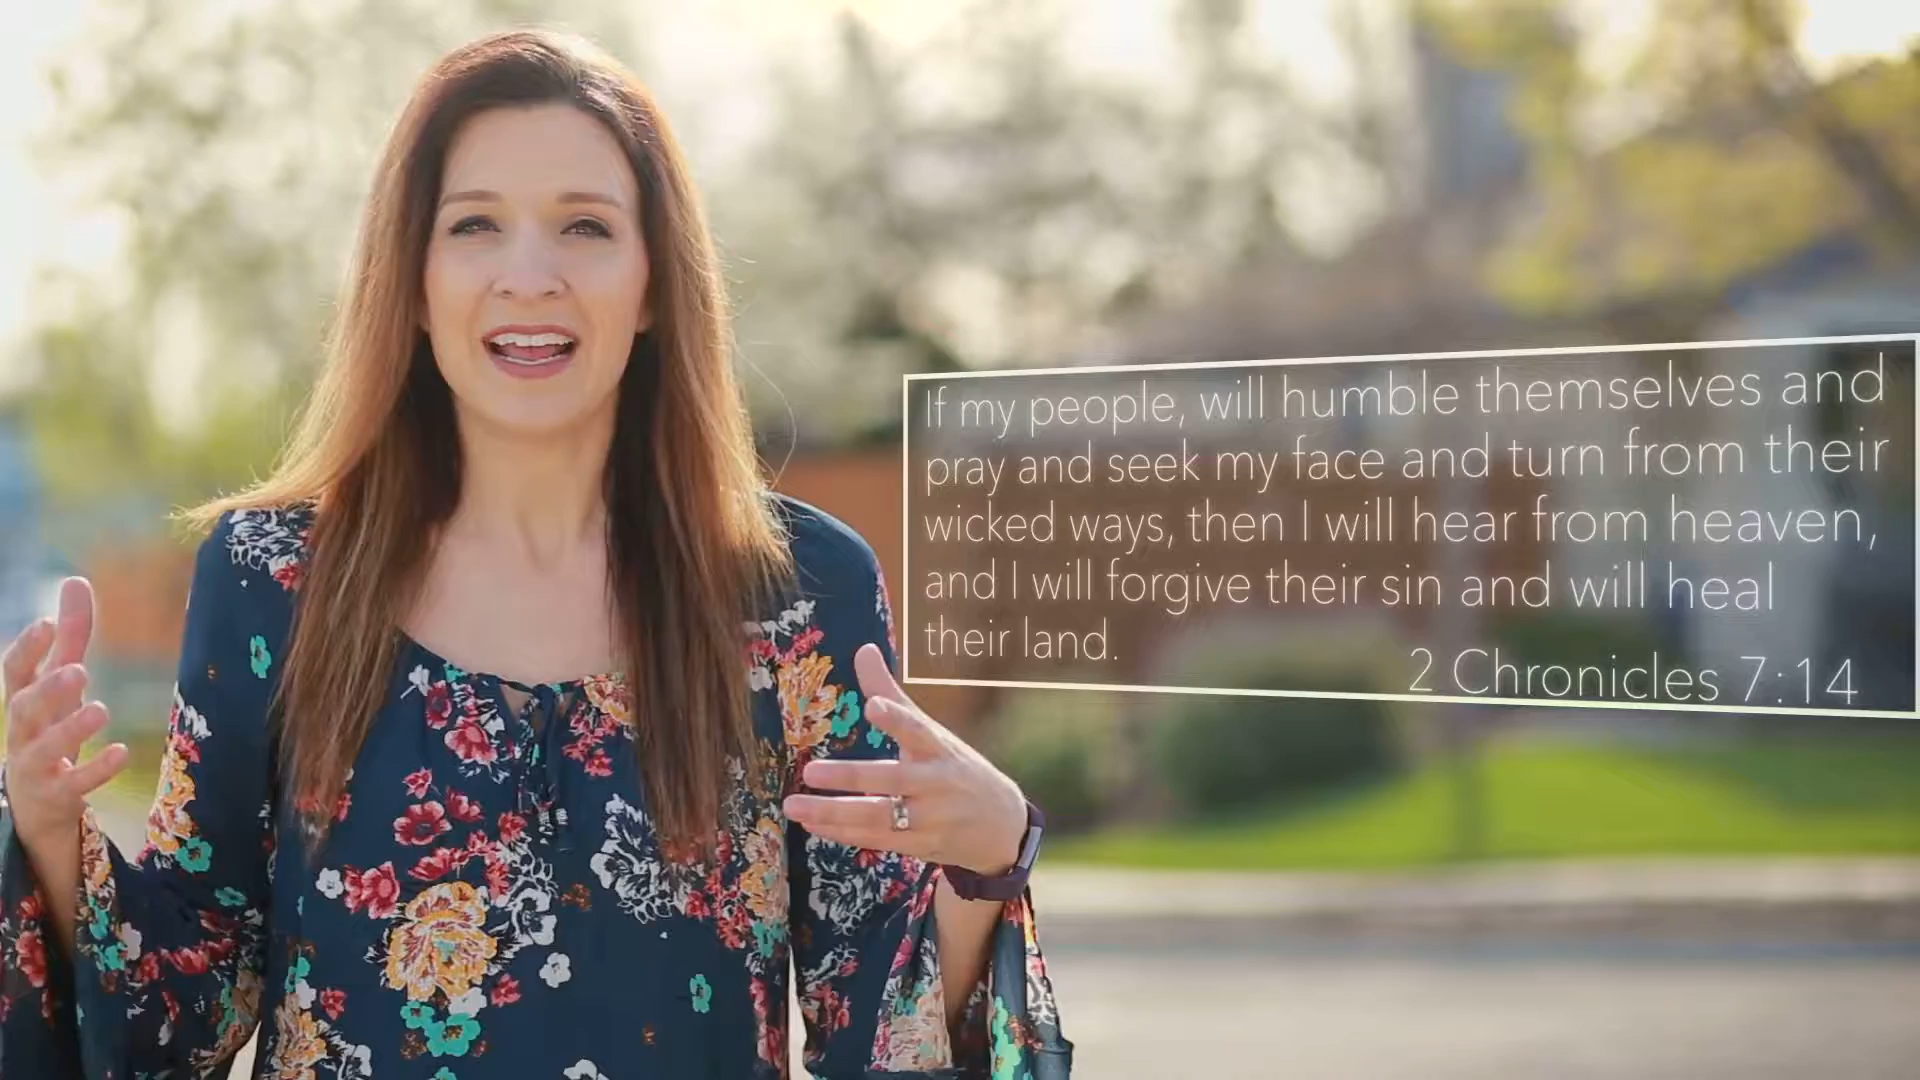 If my people, will humble themselves and
pray and seek my face and turn from their
wicked ways, then I will hear from heaven,
and I will forgive their sin and will heal
their land.
2 Chronicles 7:14